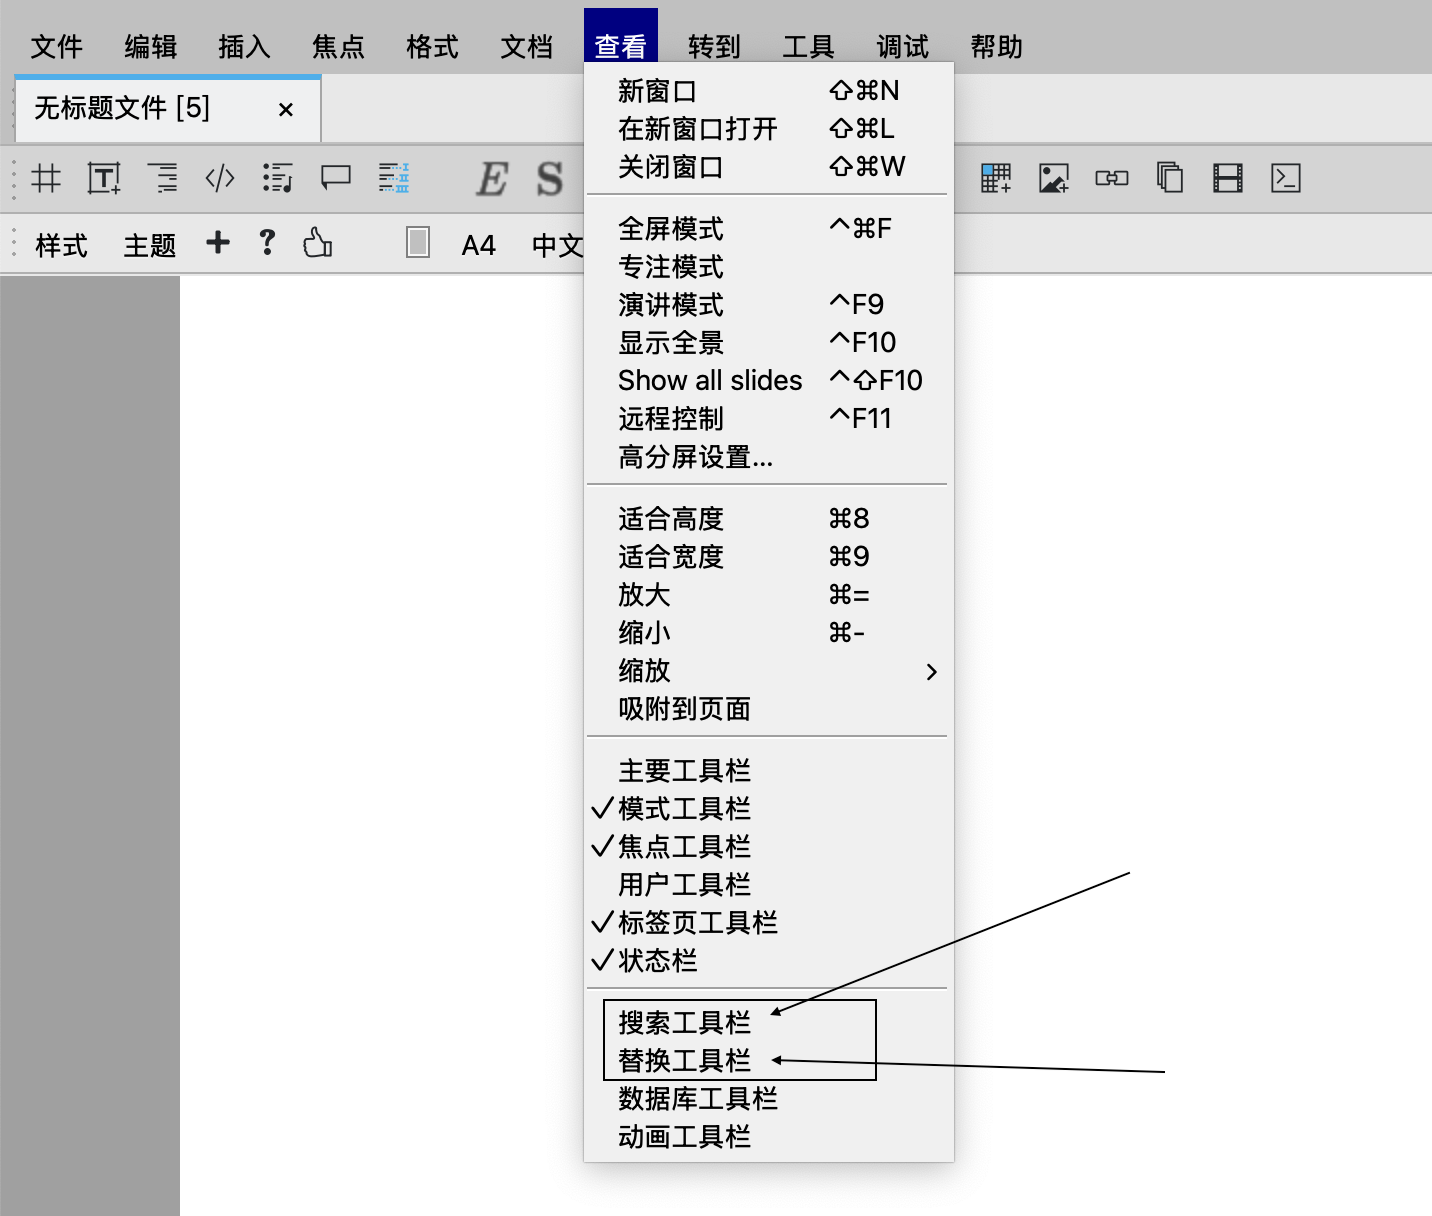 文件 编辑 插入 焦点 格式 文档 查看 转到 工具 调试 帮助
无标题文件 [5] ×
E S
样式 主题 + ? A4 中文
新窗口 ⇧⌘N
在新窗口打开 ⇧⌘L
关闭窗口 ⇧⌘W
全屏模式 ^⌘F
专注模式
演讲模式 ^F9
显示全景 ^F10
Show all slides ^⇧F10
远程控制 ^F11
高分屏设置...
适合高度 ⌘8
适合宽度 ⌘9
放大 ⌘=
缩小 ⌘-
缩放
吸附到页面
主要工具栏
✓模式工具栏
✓焦点工具栏
用户工具栏
✓标签页工具栏
✓状态栏
搜索工具栏
替换工具栏
数据库工具栏
动画工具栏